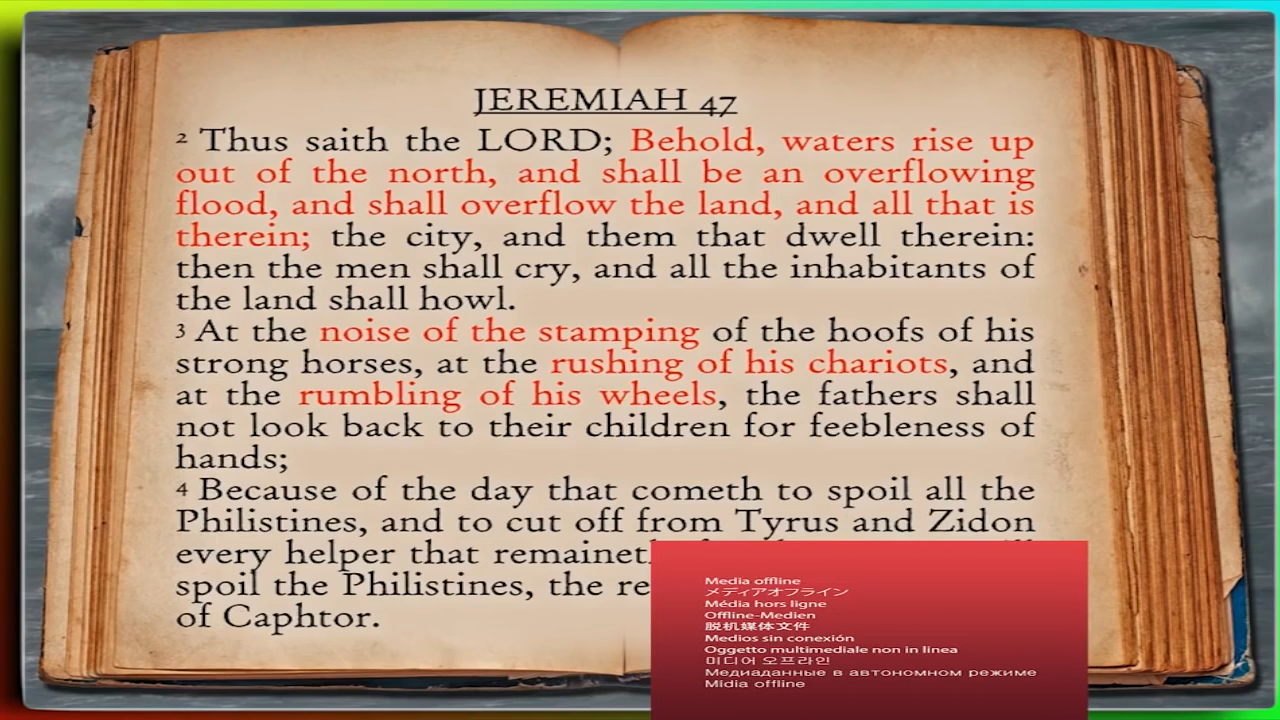 JEREMIAH 47
2 Thus saith the LORD; Behold, waters rise up
out of the north, and shall be an overflowing
flood, and shall overflow the land, and all that is
therein; the city, and them that dwell therein:
then the men shall cry, and all the inhabitants of
the land shall howl.
3 At the noise of the stamping of the hoofs of his
strong horses, at the rushing of his chariots, and
at the rumbling of his wheels, the fathers shall
not look back to their children for feebleness of
hands;
4 Because of the day that cometh to spoil all the
Philistines, and to cut off from Tyrus and Zidon
every helper that
spoil the Philistines, the
of Caphtor.
Media offline
メディアオフライン
Média hors ligne
Offline-Medien
脱机媒体文件
Medios sin conexión
Oggetto multimediale non in linea
미디어 오프라인
Медиаданные в автономном режиме
Mídia offline